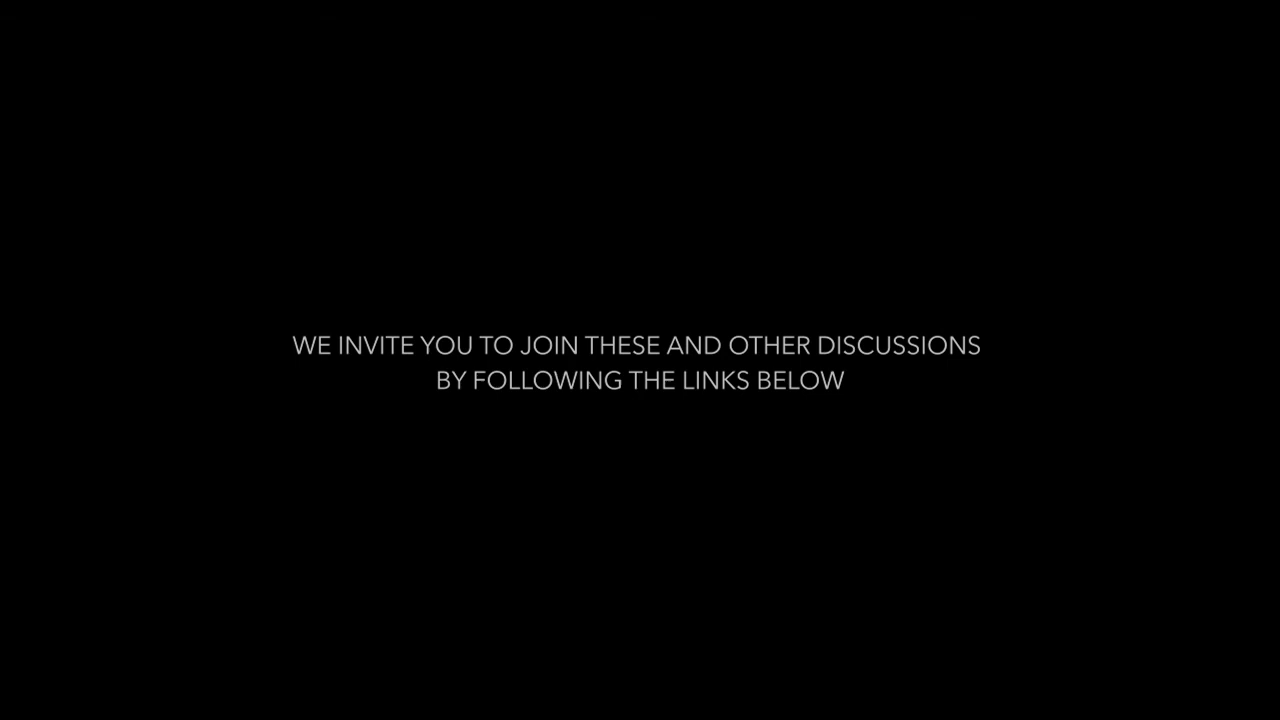 WE INVITE YOU TO JOIN THESE AND OTHER DISCUSSIONS
BY FOLLOWING THE LINKS BELOW